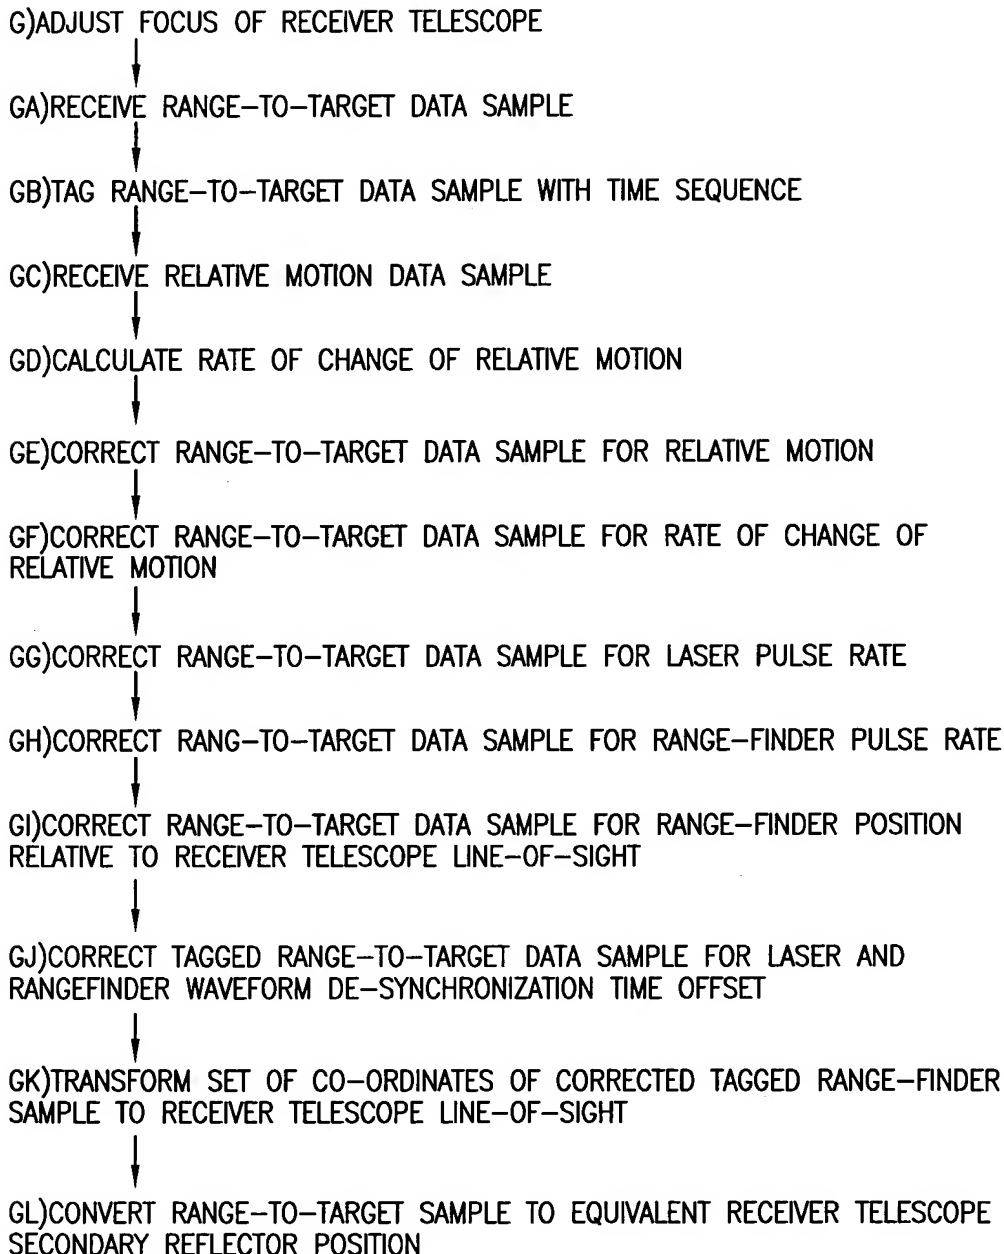 G)ADJUST FOCUS OF RECEIVER TELESCOPE
GA)RECEIVE RANGE-TO-TARGET DATA SAMPLE
GB)TAG RANGE-TO-TARGET DATA SAMPLE WITH TIME SEQUENCE
GC)RECEIVE RELATIVE MOTION DATA SAMPLE
GD)CALCULATE RATE OF CHANGE OF RELATIVE MOTION
GE)CORRECT RANGE-TO-TARGET DATA SAMPLE FOR RELATIVE MOTION
GF)CORRECT RANGE-TO-TARGET DATA SAMPLE FOR RATE OF CHANGE OF
RELATIVE MOTION
GG)CORRECT RANGE-TO-TARGET DATA SAMPLE FOR LASER PULSE RATE
GH)CORRECT RANG-TO-TARGET DATA SAMPLE FOR RANGE-FINDER PULSE RATE
GI)CORRECT RANGE-TO-TARGET DATA SAMPLE FOR RANGE-FINDER POSITION
RELATIVE TO RECEIVER TELESCOPE LINE-OF-SIGHT
GJ)CORRECT TAGGED RANGE-TO-TARGET DATA SAMPLE FOR LASER AND
RANGEFINDER WAVEFORM DE-SYNCHRONIZATION TIME OFFSET
GK)TRANSFORM SET OF CO-ORDINATES OF CORRECTED TAGGED RANGE-FINDER
SAMPLE TO RECEIVER TELESCOPE LINE-OF-SIGHT
GL)CONVERT RANGE-TO-TARGET SAMPLE TO EQUIVALENT RECEIVER TELESCOPE
SECONDARY REFLECTOR POSITION